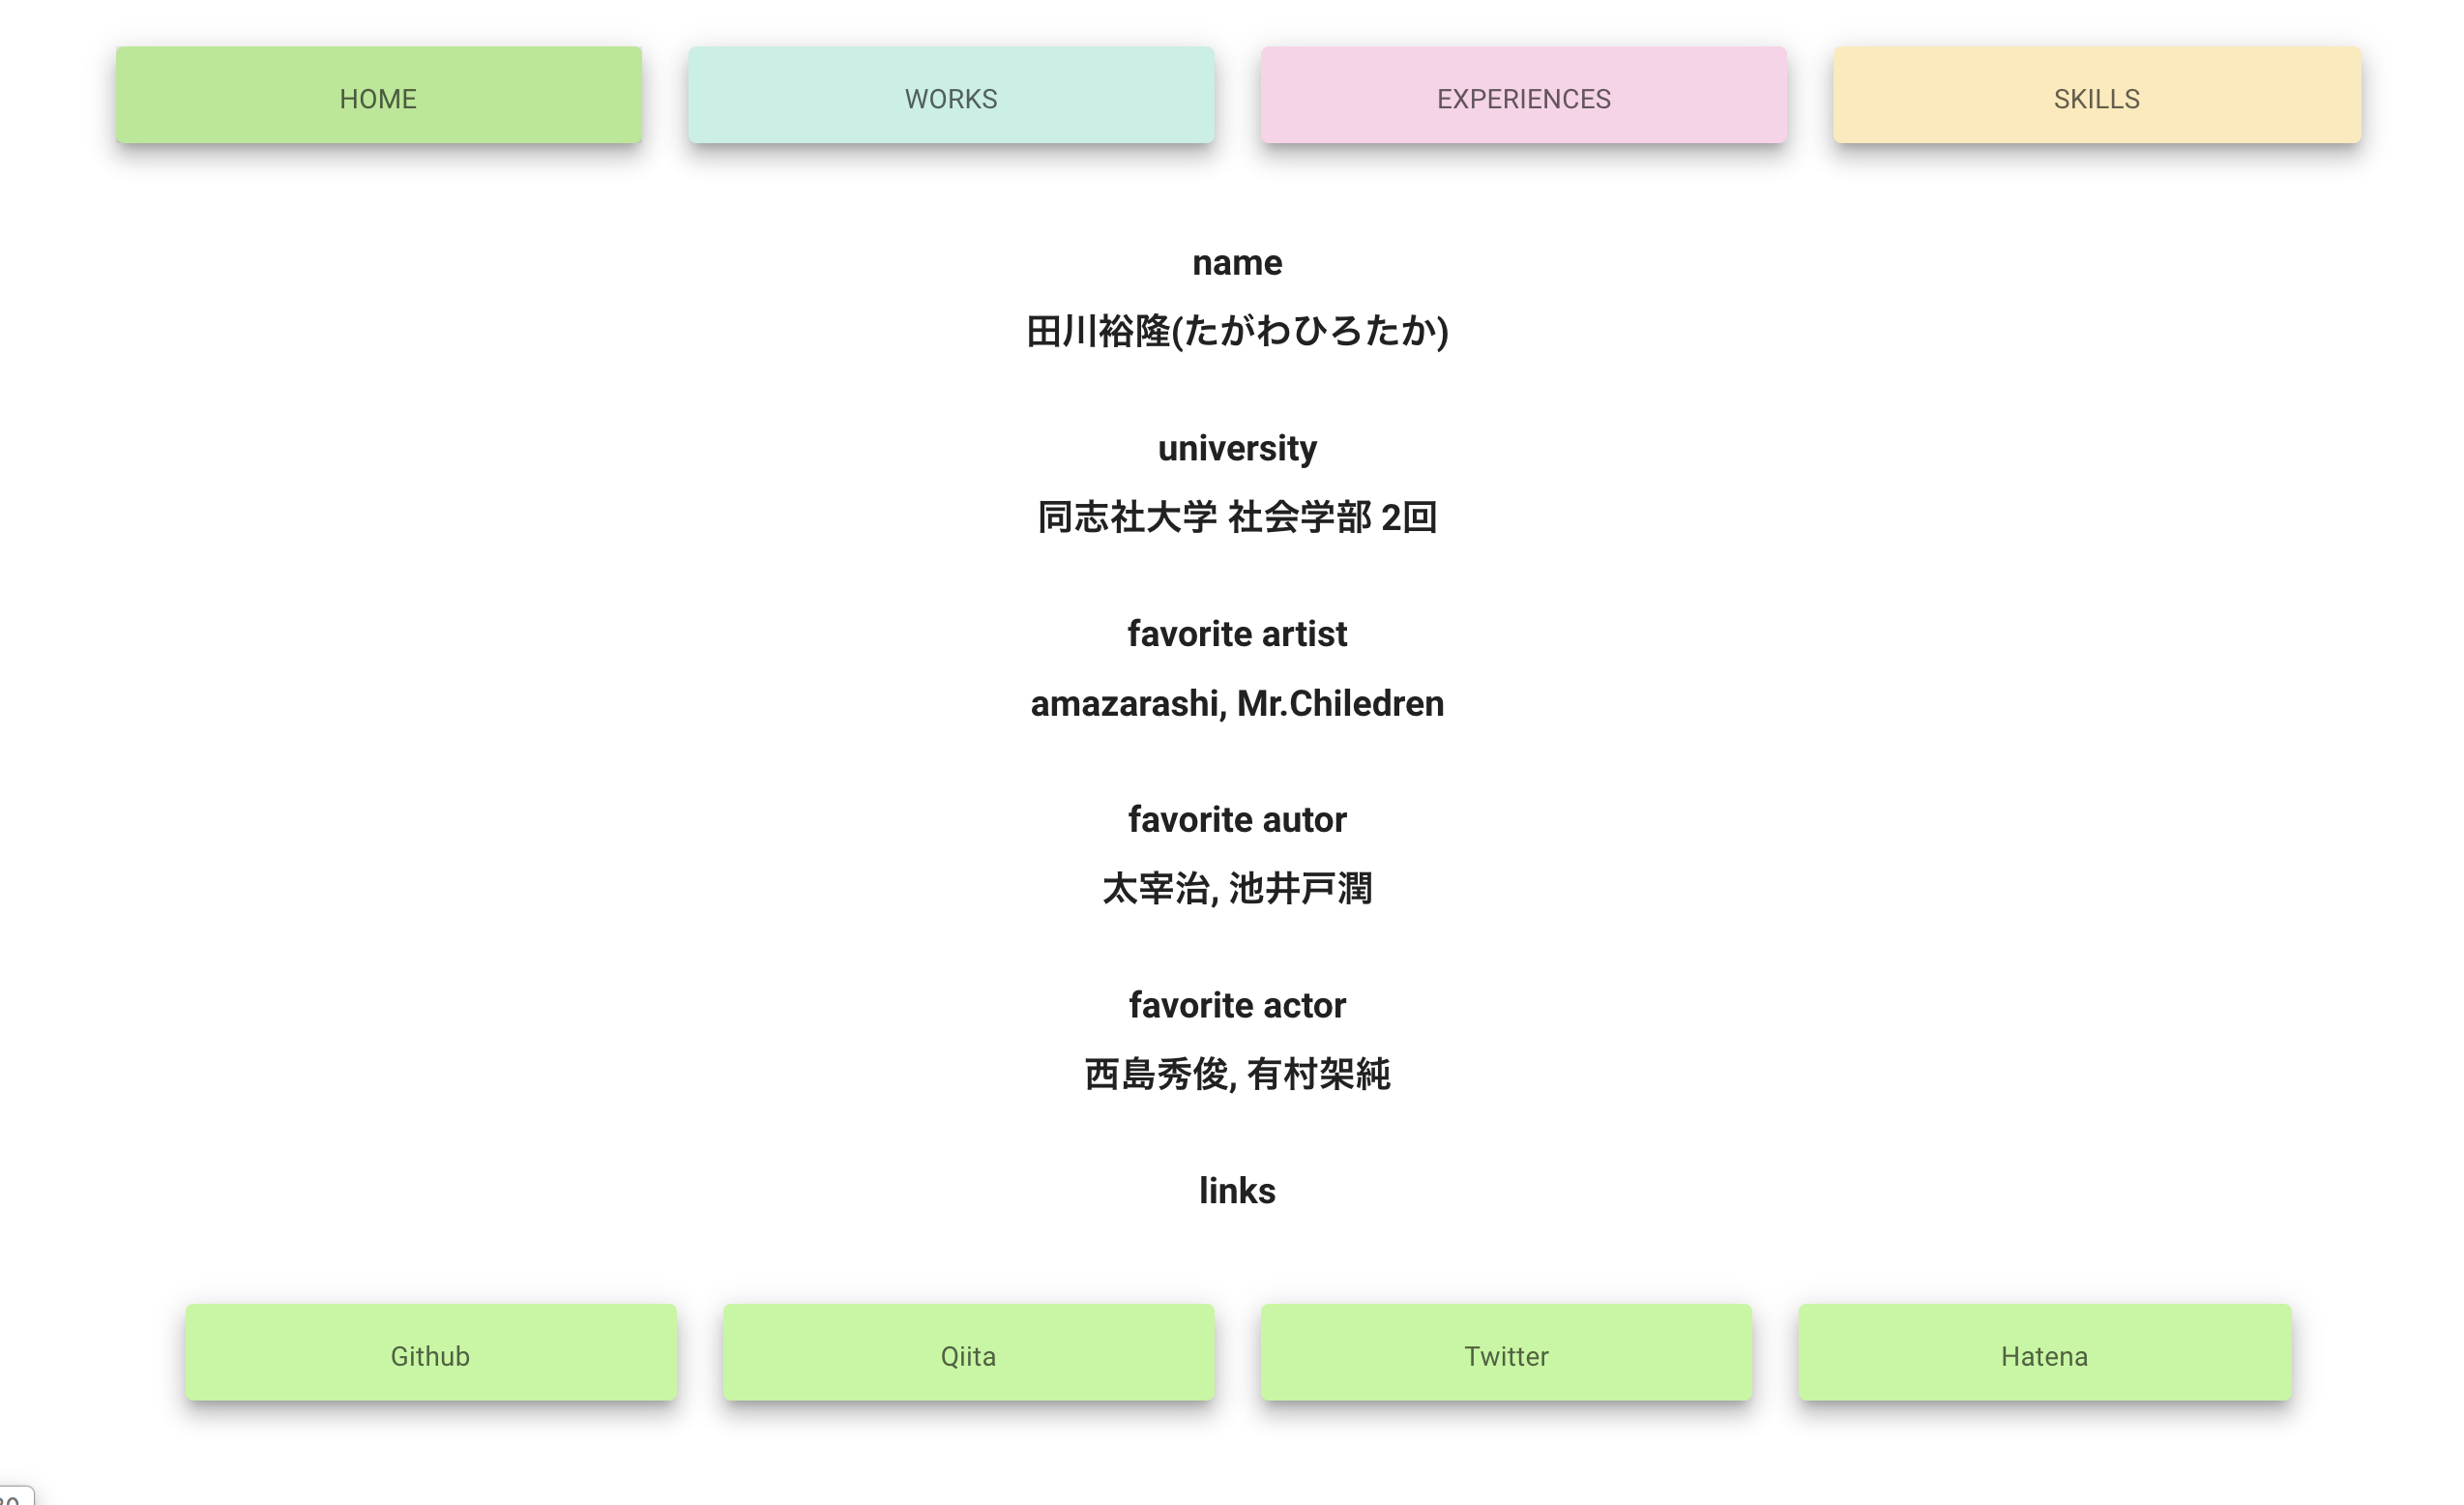 HOME WORKS EXPERIENCES SKILLS
name
田川裕隆(たがわひろたか)
university
同志社大学 社会学部 2回
favorite artist
amazarashi, Mr.Chiledren
favorite autor
太宰治, 池井戸潤
favorite actor
西島秀俊, 有村架純
links
Github Qiita Twitter Hatena